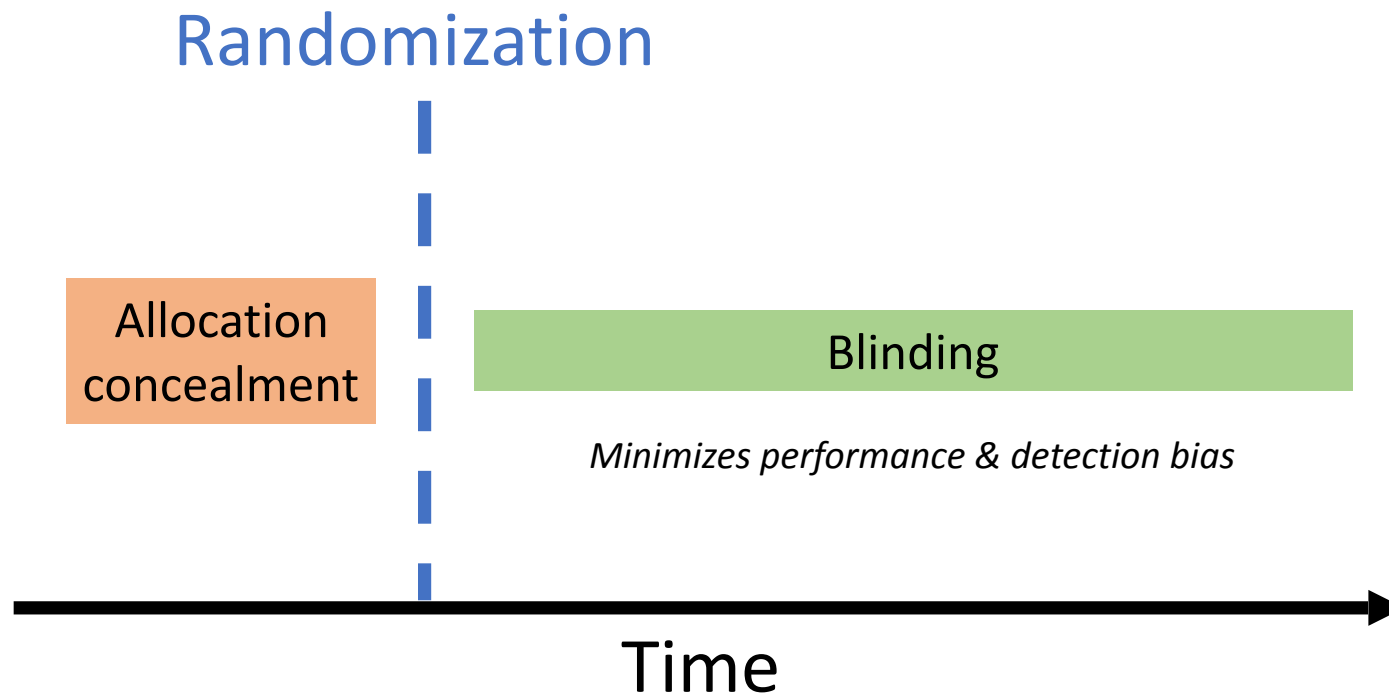 Randomization
Allocation
concealment
Blinding
Minimizes performance & detection bias
Time